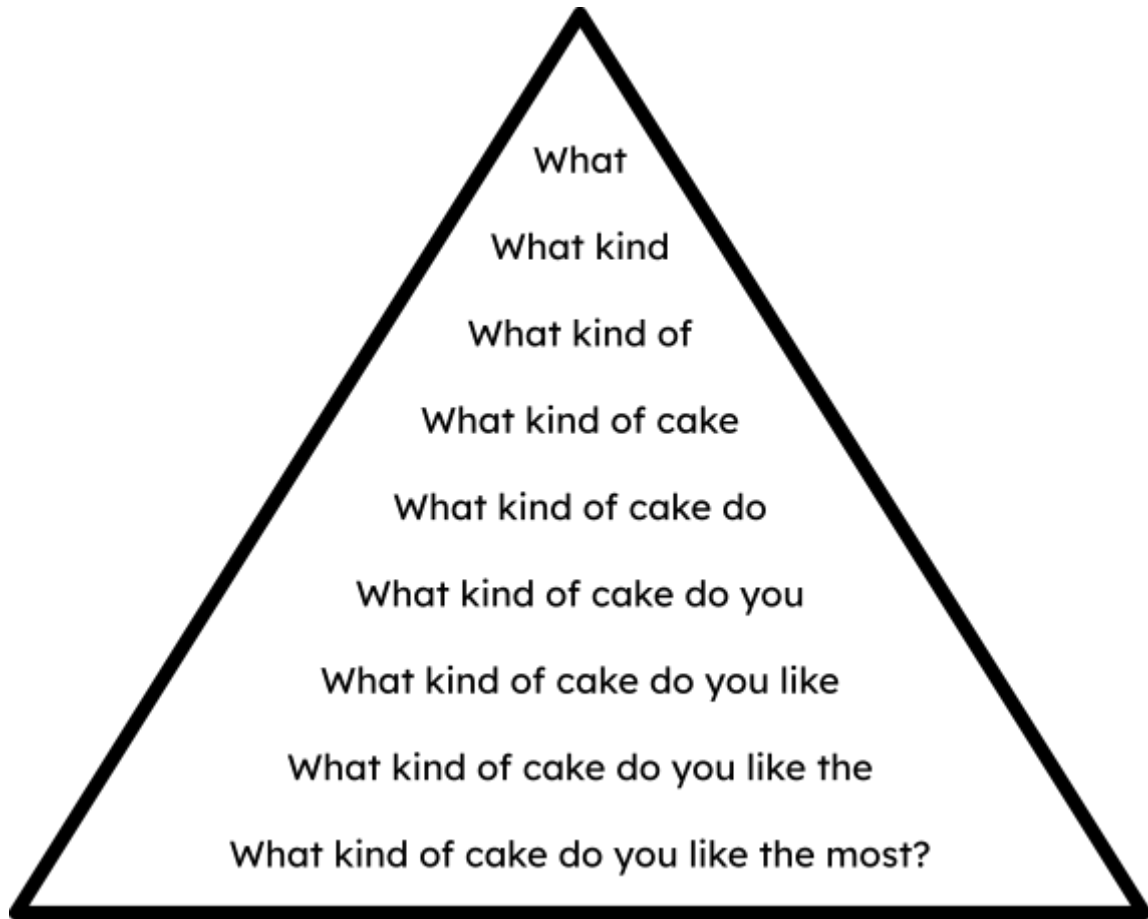 What
What kind
What kind of
What kind of cake
What kind of cake do
What kind of cake do you
What kind of cake do you like
What kind of cake do you like the
What kind of cake do you like the most?